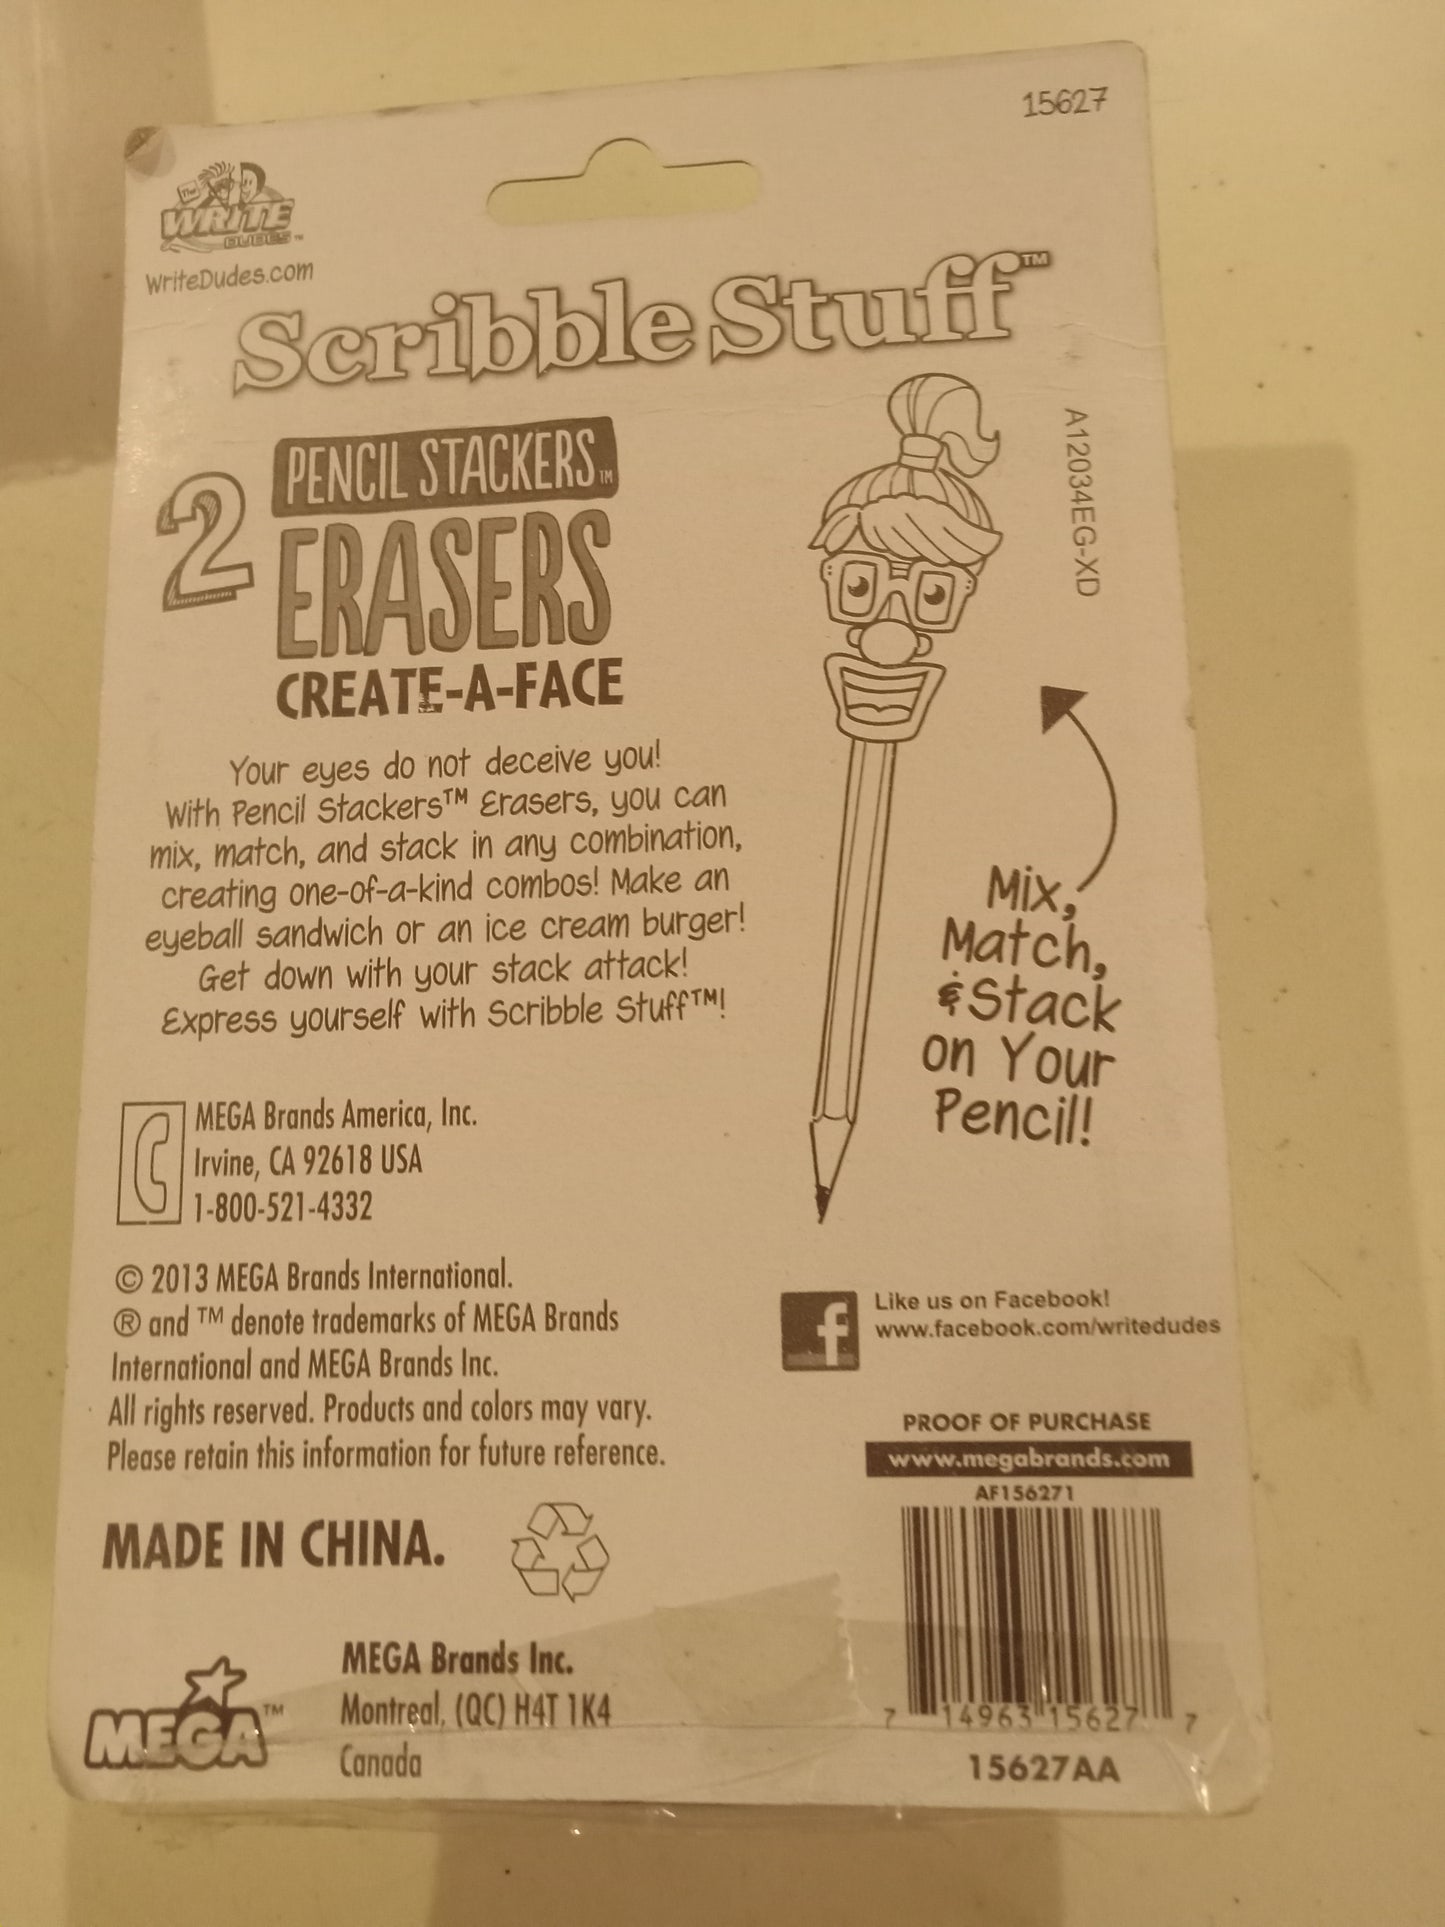 15627
The
WRITE
DUDES™
WriteDudes.com
Scribble Stuff™
A12034EG-XD
2
PENCIL STACKERS™
ERASERS
CREATE-A-FACE
Your eyes do not deceive you!
With Pencil Stackers™ Erasers, you can
mix, match, and stack in any combination,
creating one-of-a-kind combos! Make an
eyeball sandwich or an ice cream burger!
Get down with your stack attack!
Express yourself with Scribble Stuff™!
Mix,
Match,
& Stack
on Your
Pencil!
MEGA Brands America, Inc.
Irvine, CA 92618 USA
1-800-521-4332
© 2013 MEGA Brands International.
® and ™ denote trademarks of MEGA Brands
International and MEGA Brands Inc.
All rights reserved. Products and colors may vary.
Please retain this information for future reference.
f
Like us on Facebook!
www.facebook.com/writedudes
MADE IN CHINA.
PROOF OF PURCHASE
www.megabrands.com
AF156271
7 14963 15627 7
15627AA
MEGA™
MEGA Brands Inc.
Montreal, (QC) H4T 1K4
Canada